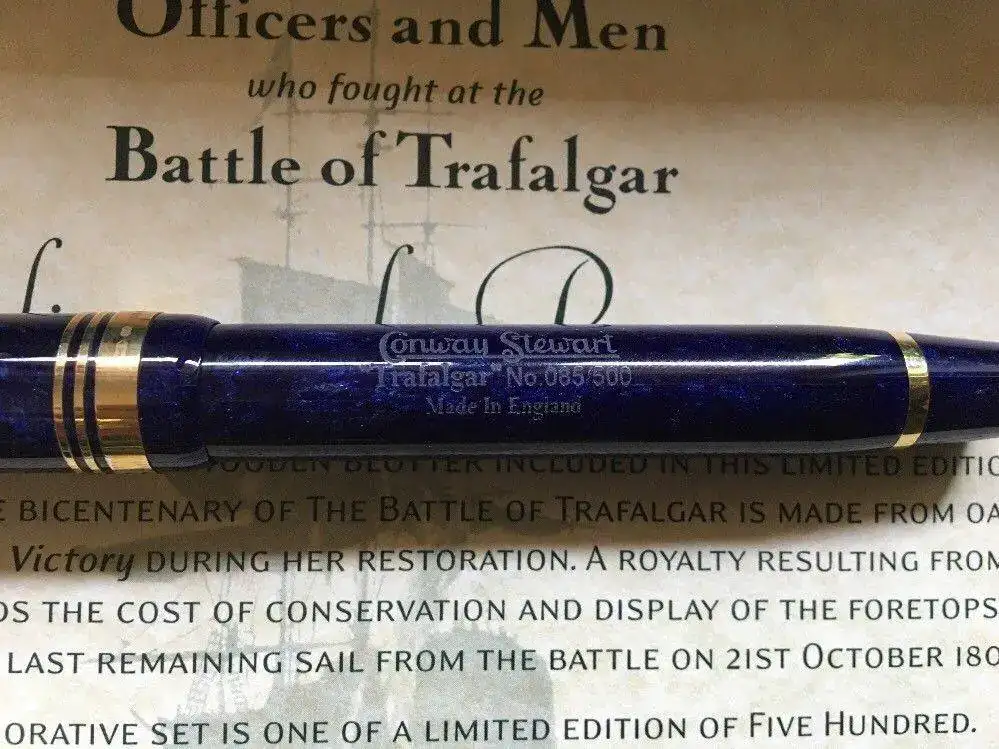 Officers and Men
who fought at the
Battle of Trafalgar
Conway Stewart
"Trafalgar" No.085/500
Made In England
WOODEN BLOTTER INCLUDED IN THIS LIMITED EDITIO
E BICENTENARY OF THE BATTLE OF TRAFALGAR IS MADE FROM OA
Victory DURING HER RESTORATION. A ROYALTY RESULTING FROM
DS THE COST OF CONSERVATION AND DISPLAY OF THE FORETOPS
LAST REMAINING SAIL FROM THE BATTLE ON 21ST OCTOBER 180
ORATIVE SET IS ONE OF A LIMITED EDITION OF FIVE HUNDRED.